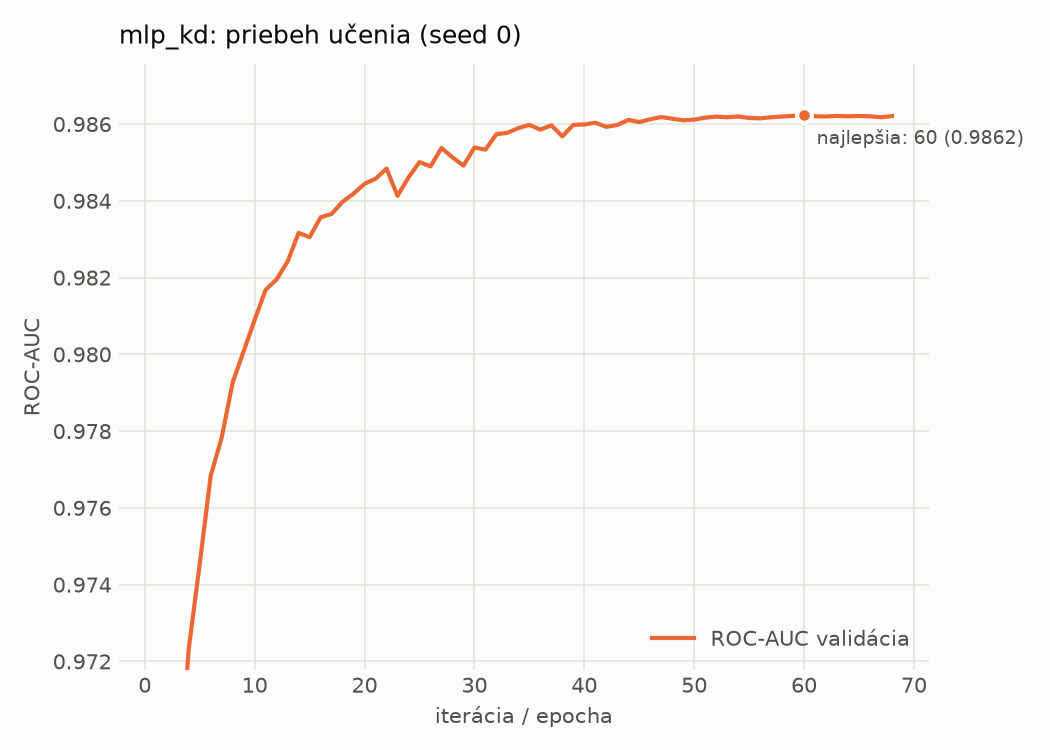 mlp_kd: priebeh učenia (seed 0)
0.986
0.984
0.982
0.980
0.978
0.976
0.974
0.972
ROC-AUC
najlepšia: 60 (0.9862)
ROC-AUC validácia
0 10 20 30 40 50 60 70
iterácia / epocha